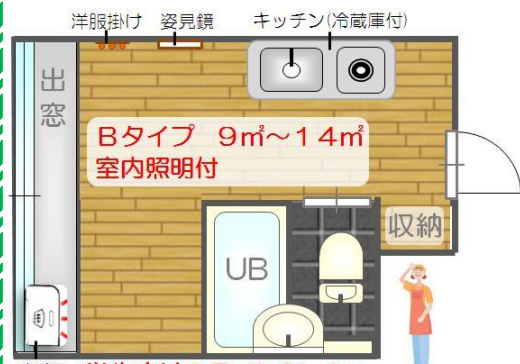 洋服掛け 姿見鏡 キッチン(冷蔵庫付)
出窓
Bタイプ 9㎡～14㎡
室内照明付
収納
UB